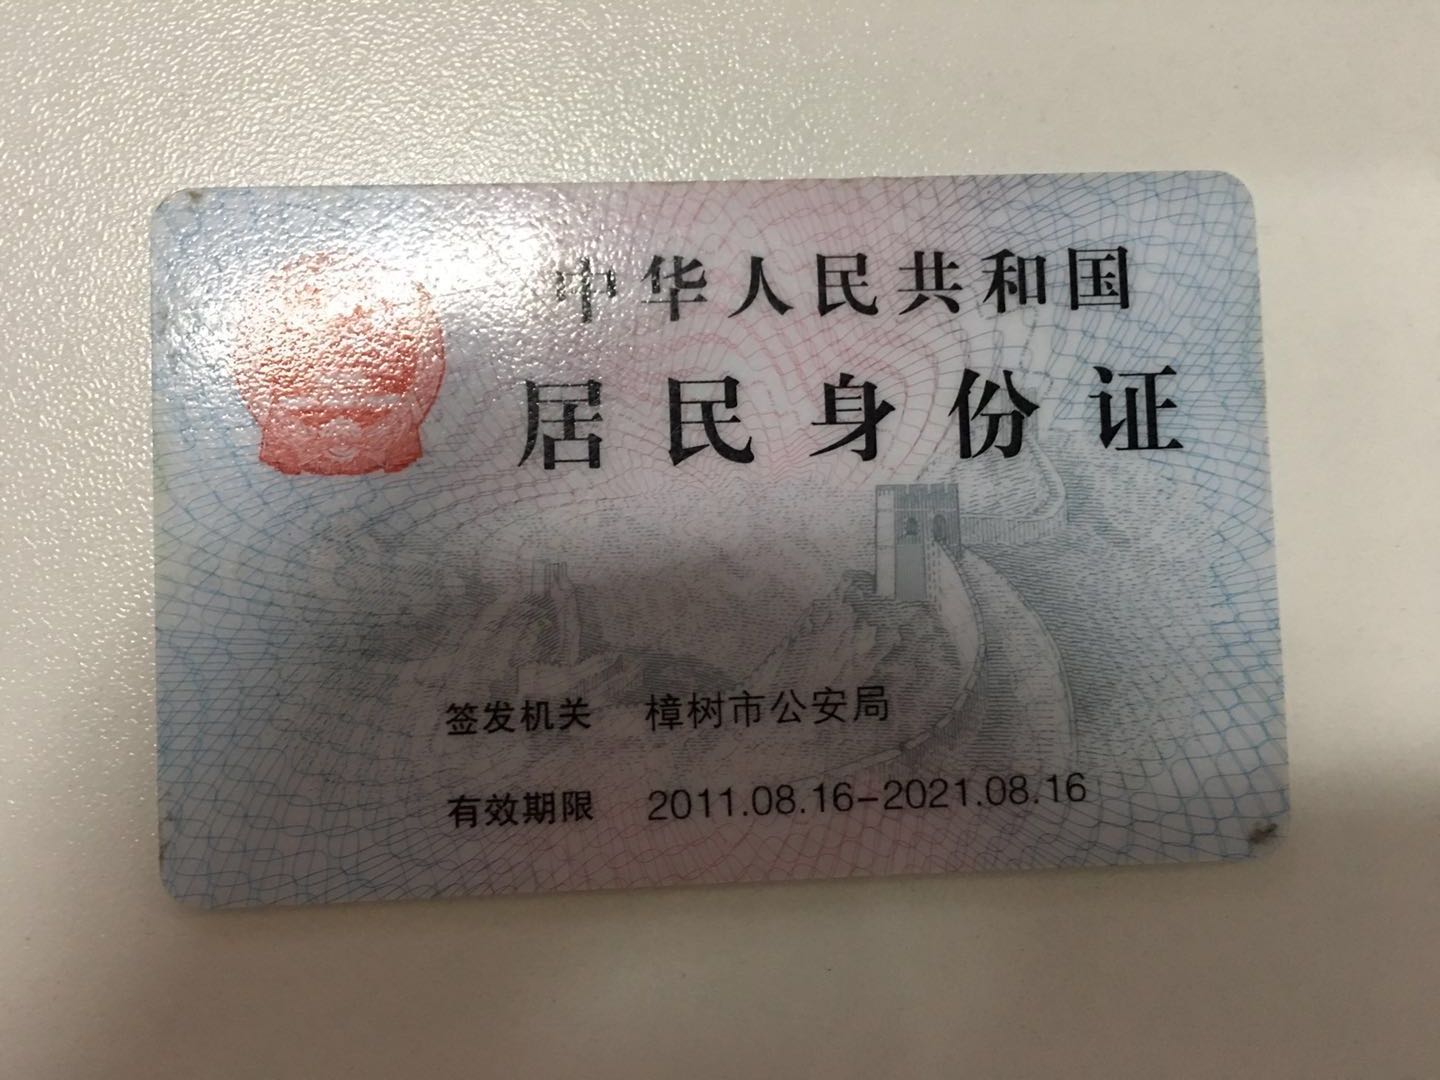 中华人民共和国
居民身份证
签发机关 樟树市公安局
有效期限 2011.08.16-2021.08.16